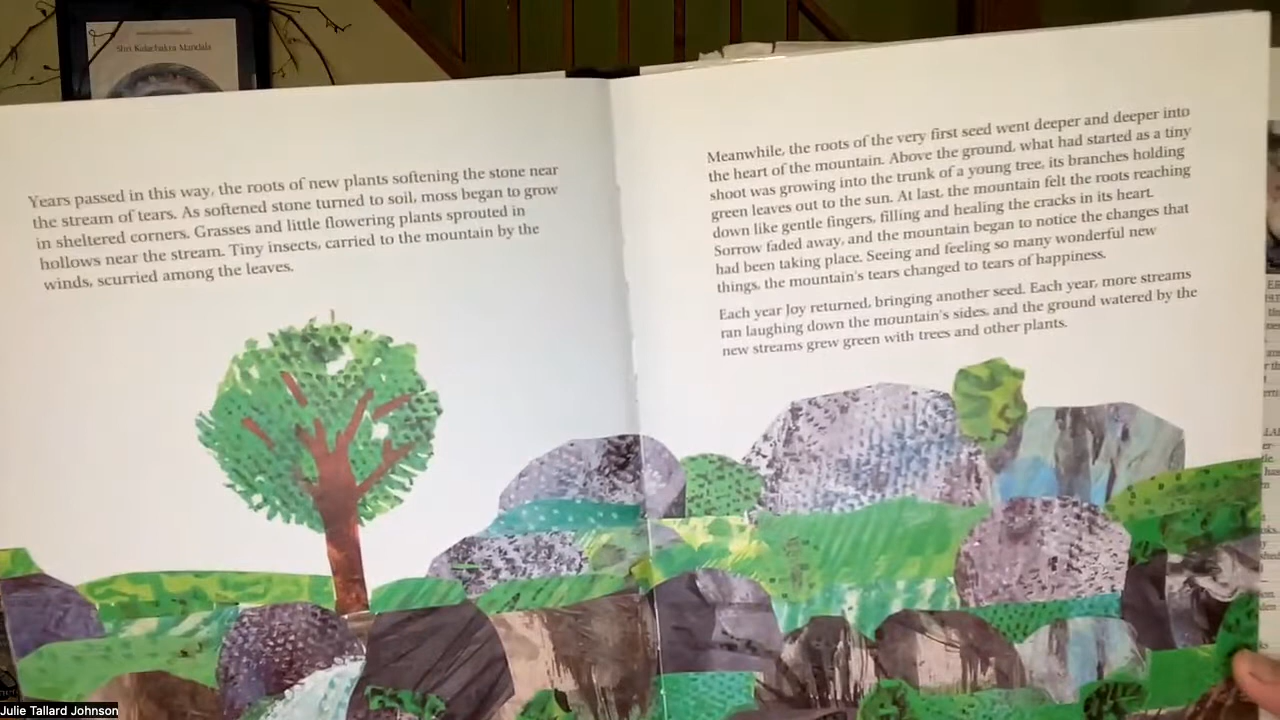 Shri Kalachakra Mandala
Years passed in this way, the roots of new plants softening the stone near
the stream of tears. As softened stone turned to soil, moss began to grow
in sheltered corners. Grasses and little flowering plants sprouted in
hollows near the stream. Tiny insects, carried to the mountain by the
winds, scurried among the leaves.
Meanwhile, the roots of the very first seed went deeper and deeper into
the heart of the mountain. Above the ground, what had started as a tiny
shoot was growing into the trunk of a young tree, its branches holding
green leaves out to the sun. At last, the mountain felt the roots reaching
down like gentle fingers, filling and healing the cracks in its heart.
Sorrow faded away, and the mountain began to notice the changes that
had been taking place. Seeing and feeling so many wonderful new
things, the mountain's tears changed to tears of happiness.
Each year Joy returned, bringing another seed. Each year, more streams
ran laughing down the mountain's sides, and the ground watered by the
new streams grew green with trees and other plants.
Julie Tallard Johnson